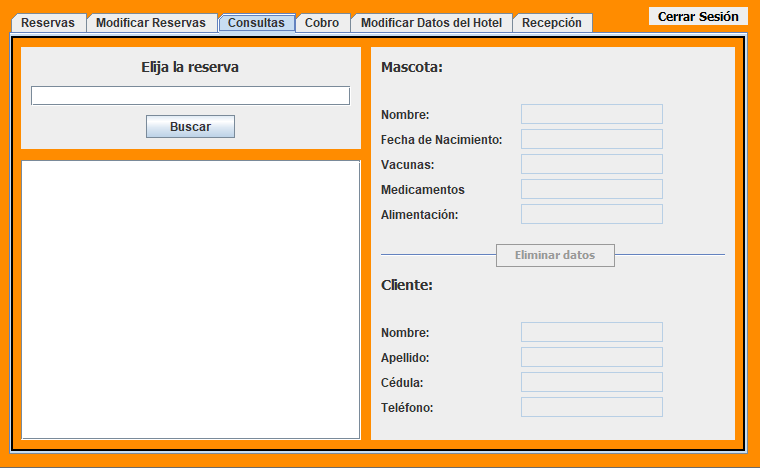 Reservas Modificar Reservas Consultas Cobro Modificar Datos del Hotel Recepción Cerrar Sesión
Elija la reserva
Buscar
Mascota:
Nombre:
Fecha de Nacimiento:
Vacunas:
Medicamentos
Alimentación:
Eliminar datos
Cliente:
Nombre:
Apellido:
Cédula:
Teléfono: